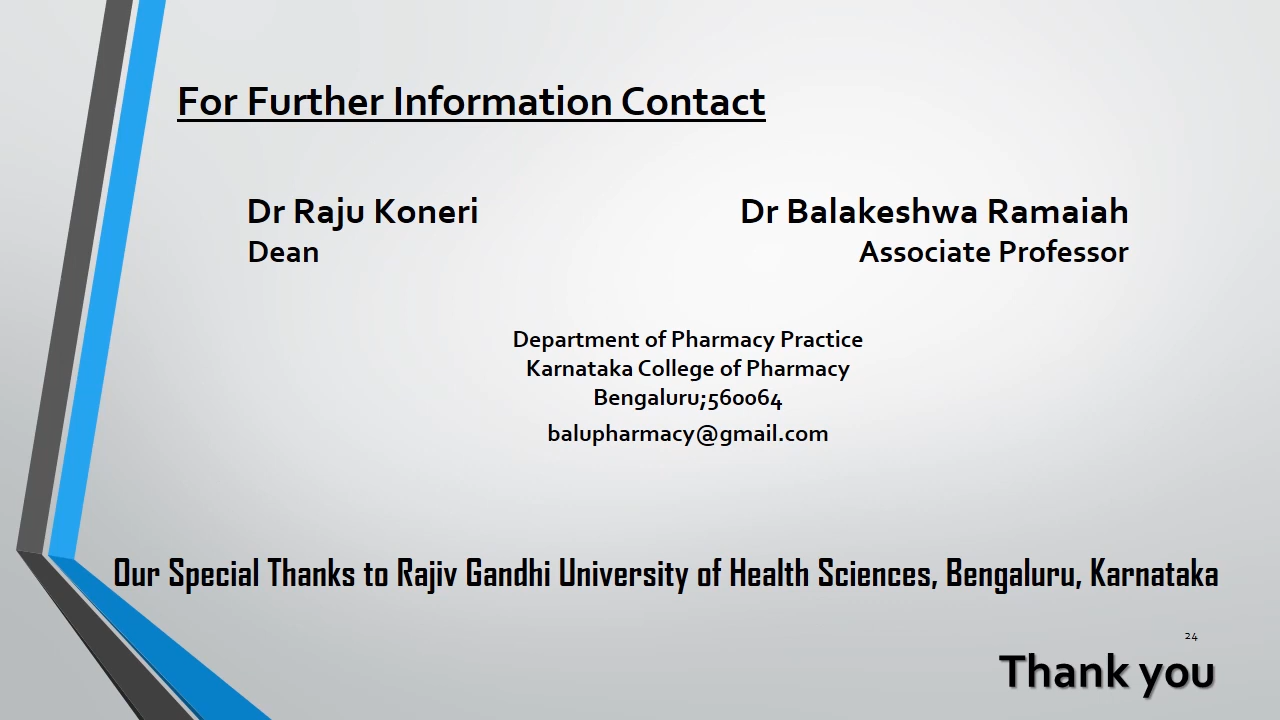 For Further Information Contact
Dr Raju Koneri
Dean
Dr Balakeshwa Ramaiah
Associate Professor
Department of Pharmacy Practice
Karnataka College of Pharmacy
Bengaluru;560064
balupharmacy@gmail.com
Our Special Thanks to Rajiv Gandhi University of Health Sciences, Bengaluru, Karnataka
24
Thank you